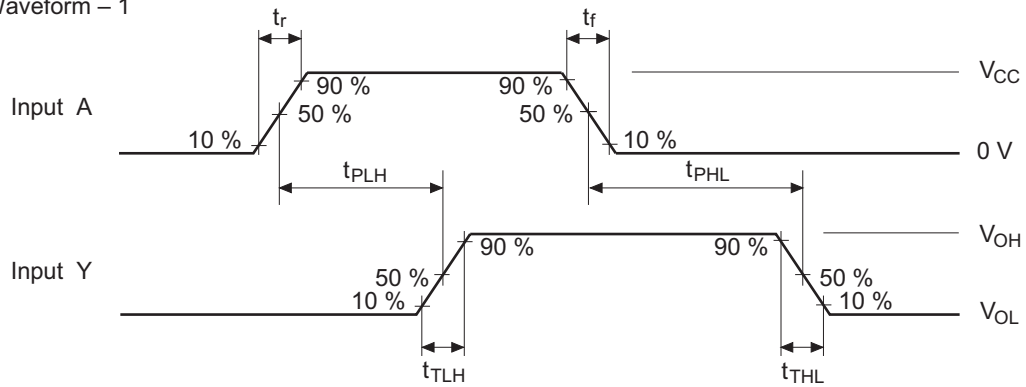 Waveform – 1
tr
tf
VCC
90 %
90 %
Input A
50 %
50 %
10 %
10 %
0 V
tPLH
tPHL
VOH
90 %
90 %
Input Y
50 %
50 %
10 %
10 %
VOL
tTLH
tTHL